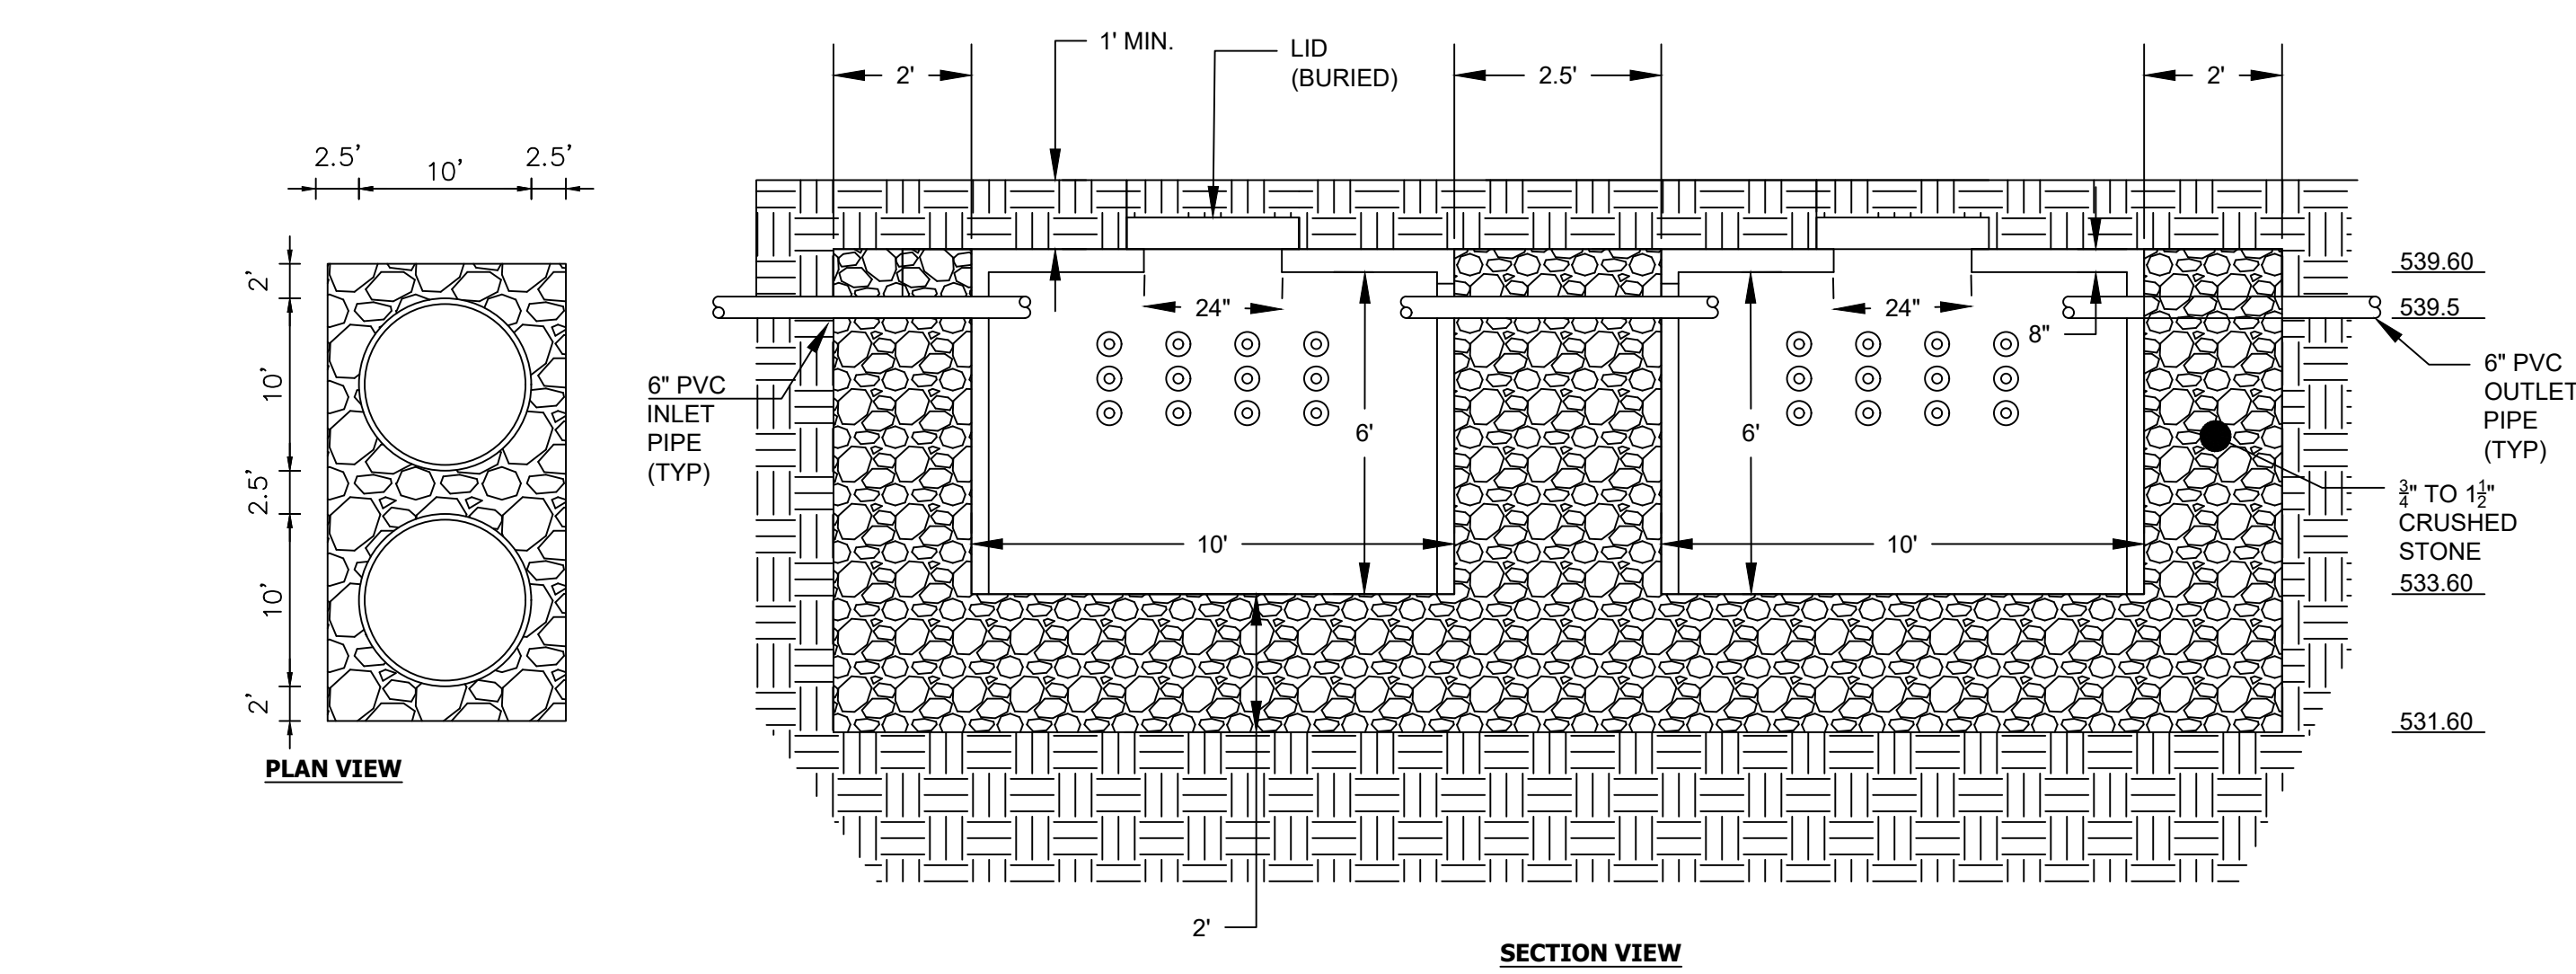 1' MIN.
LID
(BURIED)
2'
2.5'
2'
2.5'
10'
2.5'
2'
10'
2.5'
10'
2'
PLAN VIEW
539.60
539.5
24"
24"
8"
6" PVC
INLET
PIPE
(TYP)
6'
6'
6" PVC
OUTLET
PIPE
(TYP)
¾" TO 1½"
CRUSHED
STONE
10'
10'
533.60
531.60
2'
SECTION VIEW